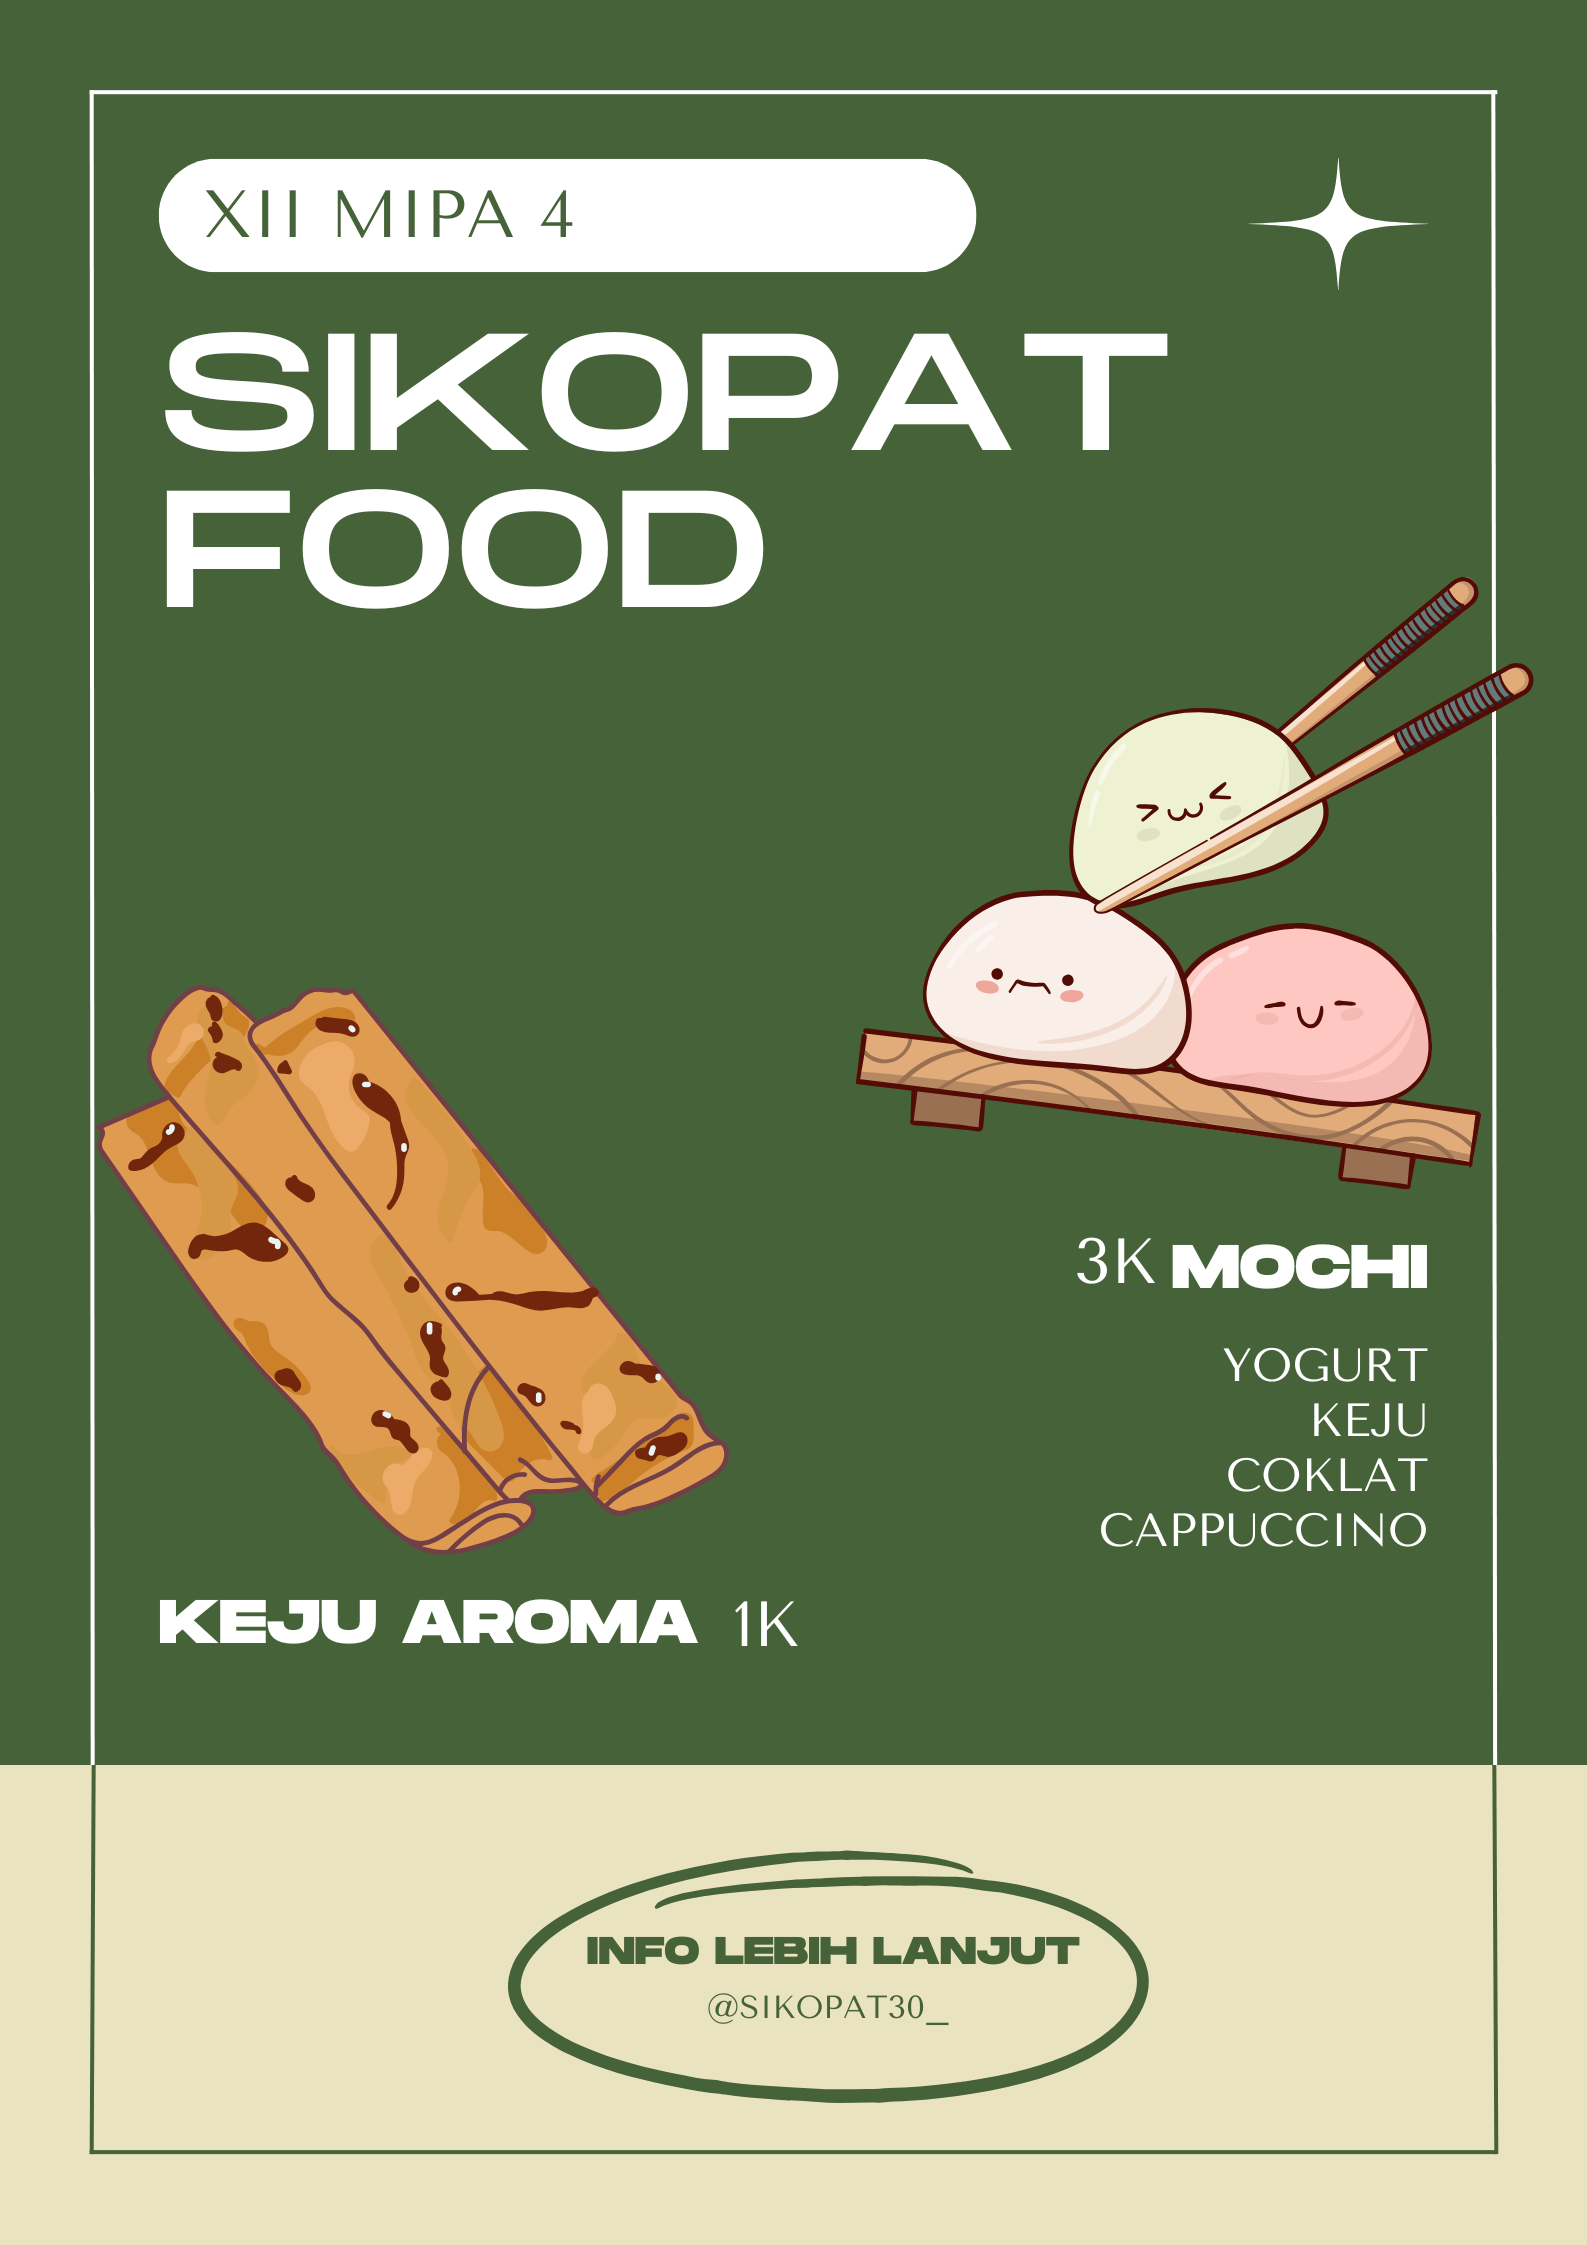 XII MIPA 4
SIKOPAT
FOOD
3K MOCHI
YOGURT
KEJU
COKLAT
CAPPUCCINO
KEJU AROMA 1K
INFO LEBIH LANJUT
@SIKOPAT30_